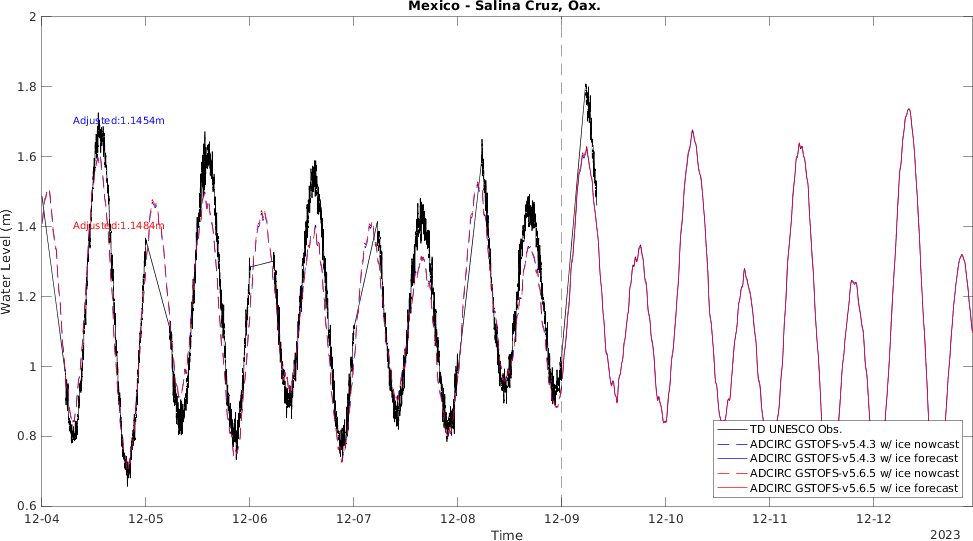 Mexico - Salina Cruz, Oax.
2
1.8
1.6
1.4
1.2
1
0.8
0.6
Water Level (m)
Adjusted:1.1454m
Adjusted:1.1484m
TD UNESCO Obs.
ADCIRC GSTOFS-v5.4.3 w/ ice nowcast
ADCIRC GSTOFS-v5.4.3 w/ ice forecast
ADCIRC GSTOFS-v5.6.5 w/ ice nowcast
ADCIRC GSTOFS-v5.6.5 w/ ice forecast
12-04 12-05 12-06 12-07 12-08 12-09 12-10 12-11 12-12
Time
2023